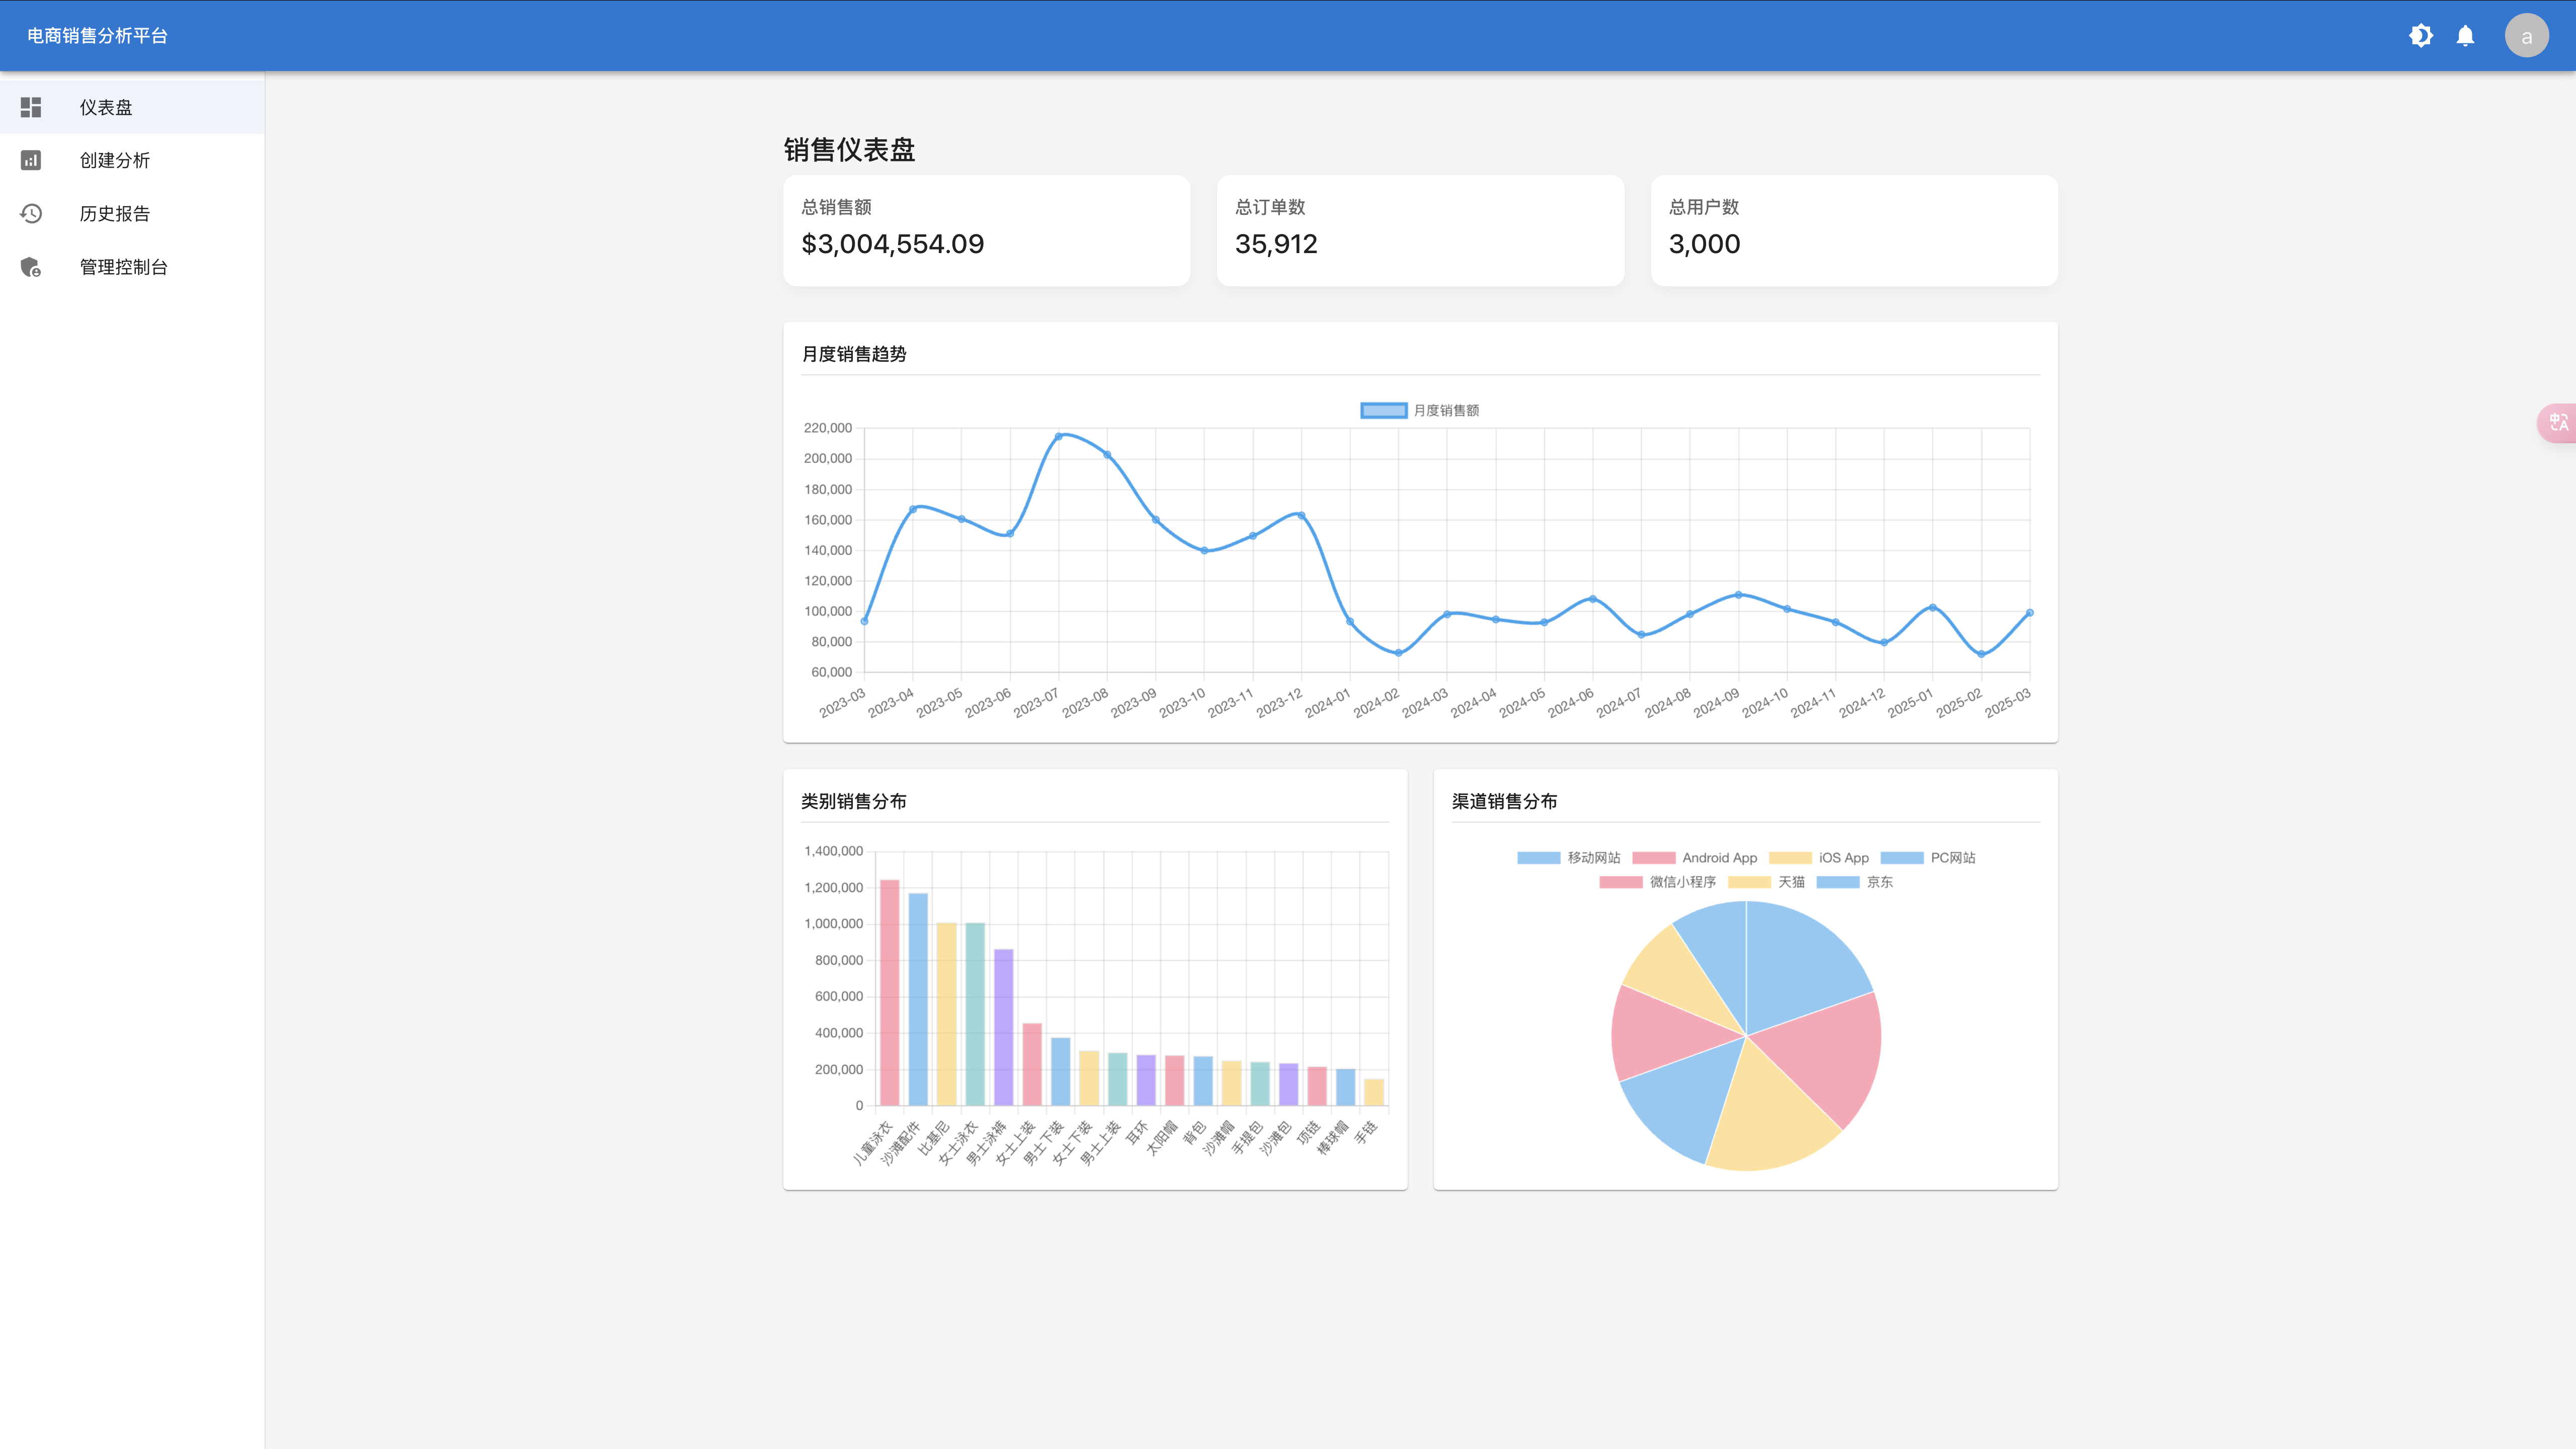 电商销售分析平台
a
仪表盘
创建分析
历史报告
管理控制台
销售仪表盘
总销售额
$3,004,554.09
总订单数
35,912
总用户数
3,000
月度销售趋势
月度销售额
220,000
200,000
180,000
160,000
140,000
120,000
100,000
80,000
60,000
2023-03 2023-04 2023-05 2023-06 2023-07 2023-08 2023-09 2023-10 2023-11 2023-12 2024-01 2024-02 2024-03 2024-04 2024-05 2024-06 2024-07 2024-08 2024-09 2024-10 2024-11 2024-12 2025-01 2025-02 2025-03
中A
类别销售分布
1,400,000
1,200,000
1,000,000
800,000
600,000
400,000
200,000
0
儿童泳衣 沙滩配件 比基尼 女士泳衣 男士泳裤 女士上装 男士下装 女士下装 男士上装 耳环 太阳帽 背包 沙滩帽 手提包 沙滩包 项链 棒球帽 手链
渠道销售分布
移动网站 Android App iOS App PC网站
微信小程序 天猫 京东